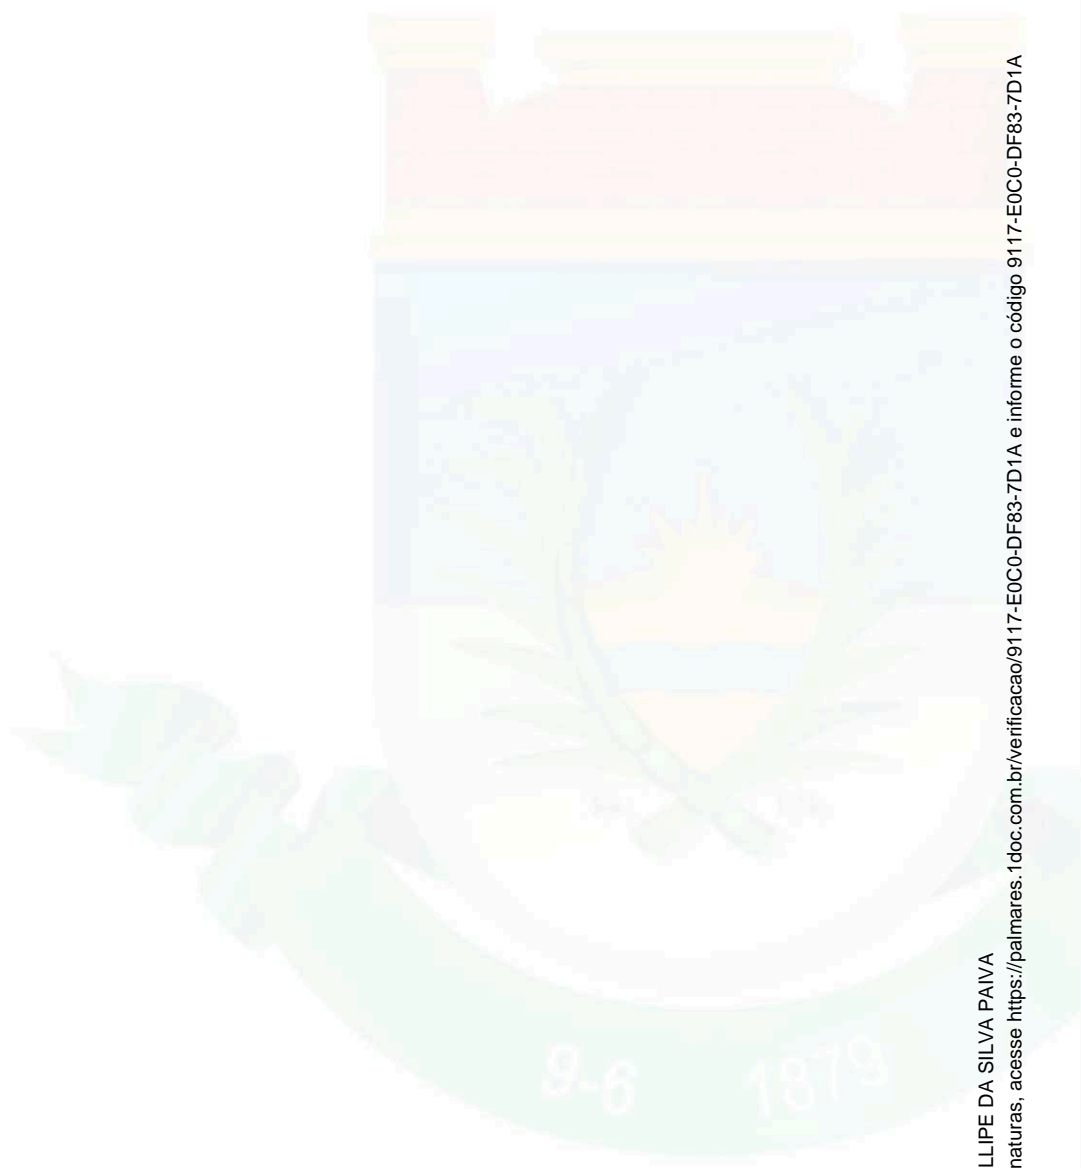 LLIPE DA SILVA PAIVA
naturas, acesse https://palmares.1doc.com.br/verificacao/9117-E0C0-DF83-7D1A e informe o código 9117-E0C0-DF83-7D1A
9-6 1879